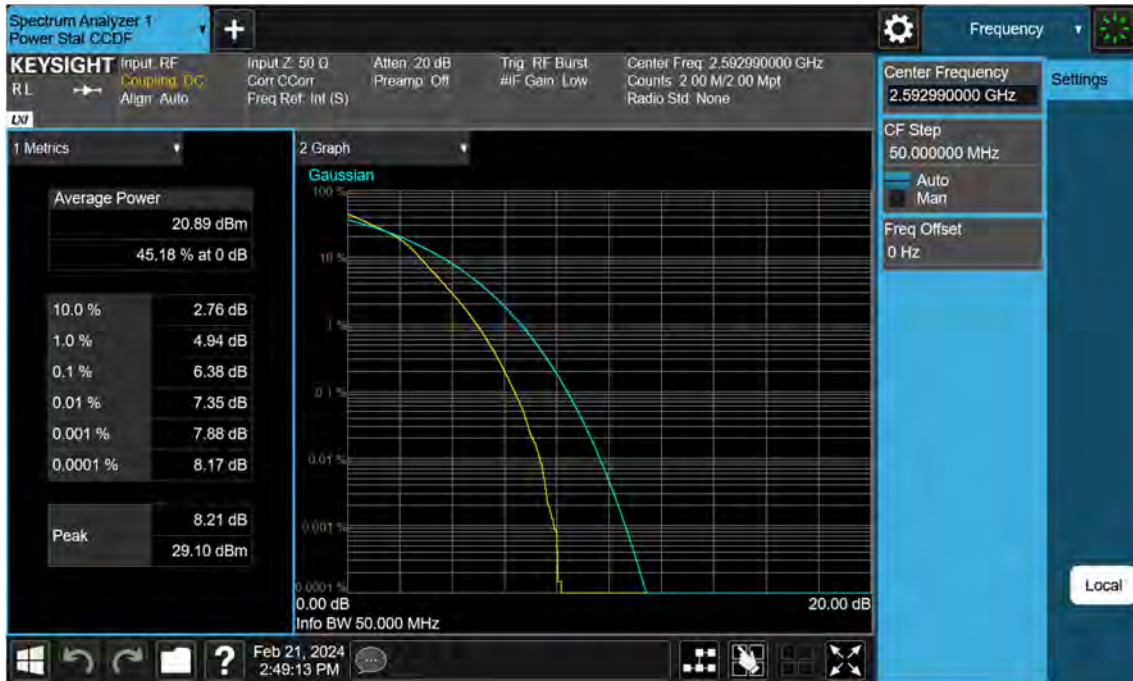 Spectrum Analyzer 1
Power Stat CCDF
+
Frequency
KEYSIGHT
RL
LXI
Input: RF
Coupling: DC
Align: Auto
Input Z: 50 Ω
Corr CCorr
Freq Ref: Int (S)
Atten: 20 dB
Preamp: Off
Trig: RF Burst
#IF Gain: Low
Center Freq: 2.592990000 GHz
Counts: 2.00 M/2.00 Mpt
Radio Std: None
Center Frequency
2.592990000 GHz
Settings
CF Step
50.000000 MHz
Auto
Man
Freq Offset
0 Hz
Local
1 Metrics
Average Power
20.89 dBm
45.18 % at 0 dB
10.0 % 2.76 dB
1.0 % 4.94 dB
0.1 % 6.38 dB
0.01 % 7.35 dB
0.001 % 7.88 dB
0.0001 % 8.17 dB
Peak
8.21 dB
29.10 dBm
2 Graph
Gaussian
100 %
10 %
1 %
0.1 %
0.01 %
0.001 %
0.0001 %
0.00 dB 20.00 dB
Info BW 50.000 MHz
?
Feb 21, 2024
2:49:13 PM